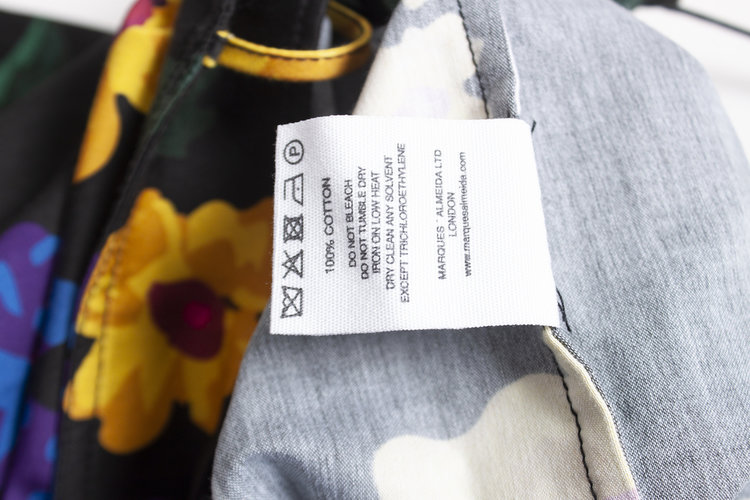 100% COTTON
DO NOT BLEACH
DO NOT TUMBLE DRY
IRON ON LOW HEAT
DRY CLEAN ANY SOLVENT
EXCEPT TRICHLOROETHYLENE
MARQUES ' ALMEIDA LTD
LONDON
www.marquesalmeida.com
P